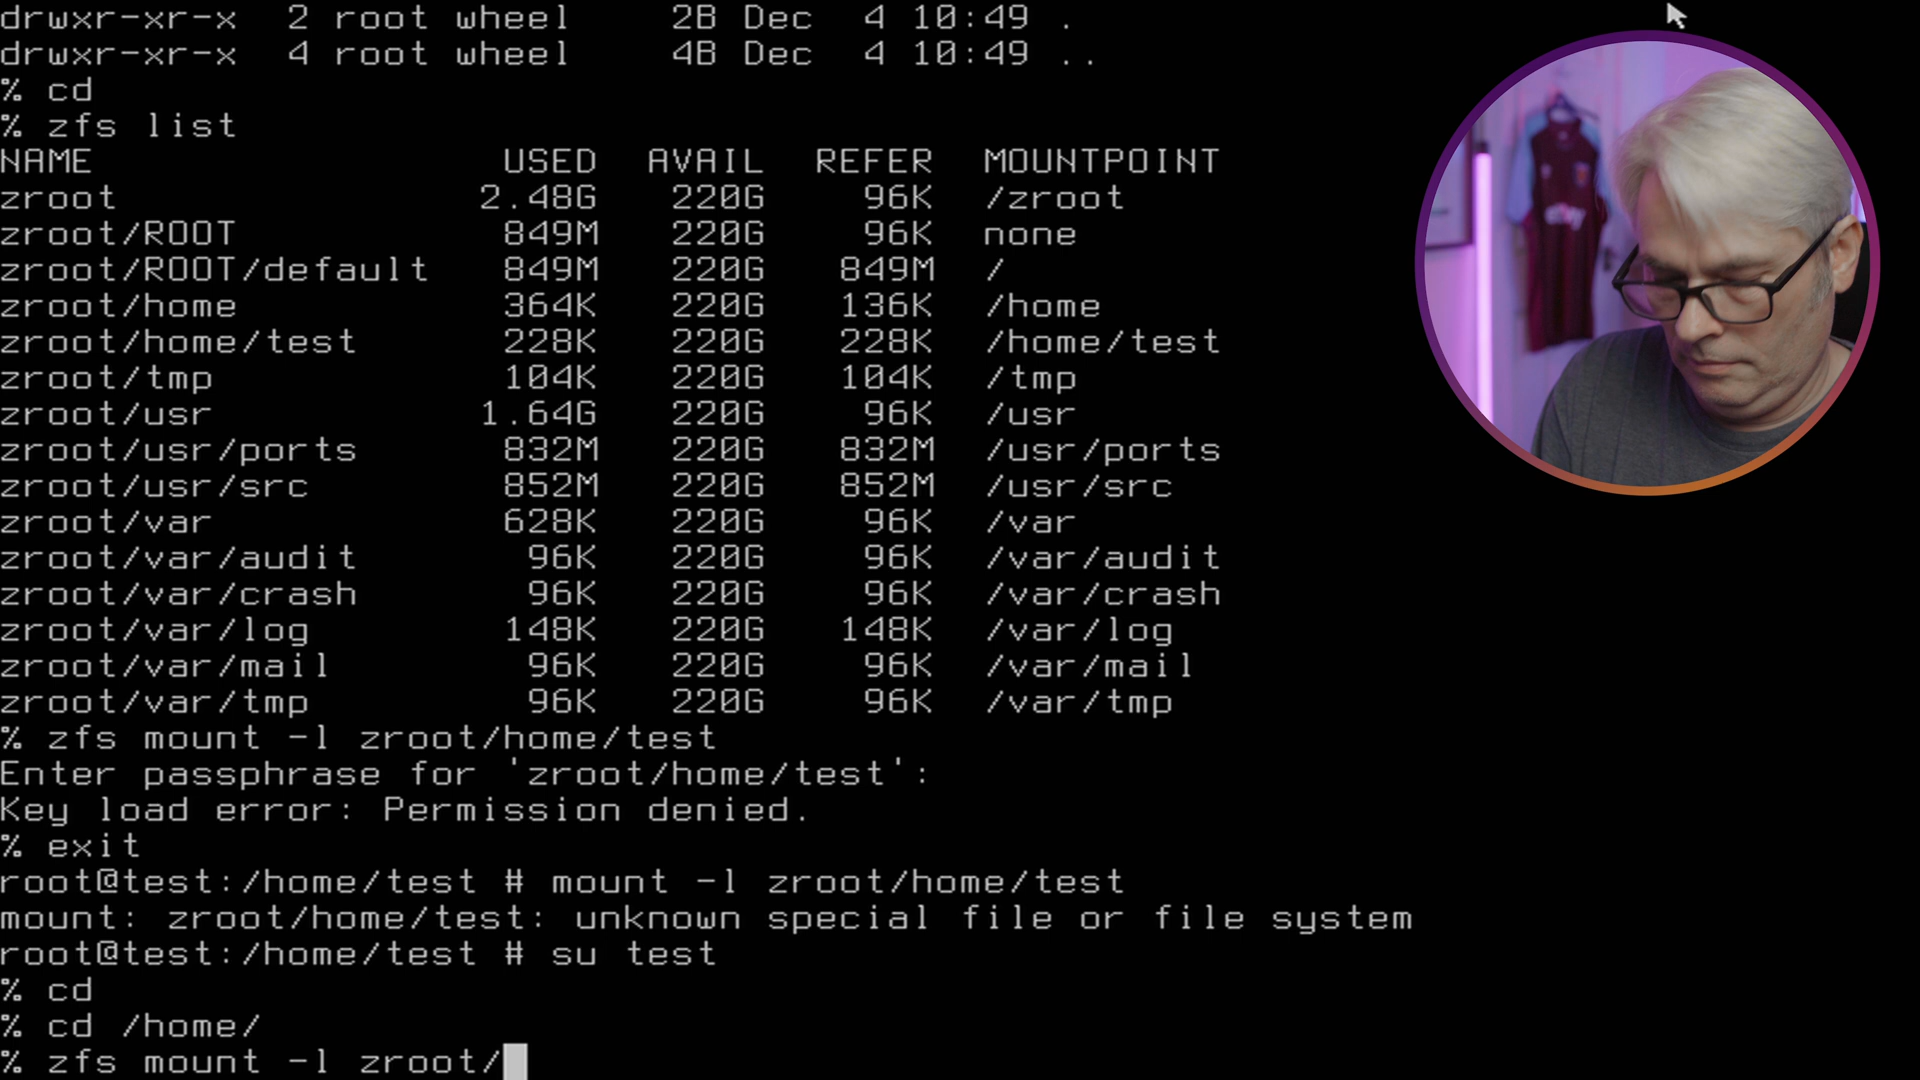 drwxr-xr-x  2 root wheel    2B Dec  4 10:49 .
drwxr-xr-x  4 root wheel    4B Dec  4 10:49 ..
% cd
% zfs list
NAME                 USED  AVAIL  REFER  MOUNTPOINT
zroot               2.48G   220G    96K  /zroot
zroot/ROOT           849M   220G    96K  none
zroot/ROOT/default   849M   220G   849M  /
zroot/home           364K   220G   136K  /home
zroot/home/test      228K   220G   228K  /home/test
zroot/tmp            104K   220G   104K  /tmp
zroot/usr           1.64G   220G    96K  /usr
zroot/usr/ports      832M   220G   832M  /usr/ports
zroot/usr/src        852M   220G   852M  /usr/src
zroot/var            628K   220G    96K  /var
zroot/var/audit       96K   220G    96K  /var/audit
zroot/var/crash       96K   220G    96K  /var/crash
zroot/var/log        148K   220G   148K  /var/log
zroot/var/mail        96K   220G    96K  /var/mail
zroot/var/tmp         96K   220G    96K  /var/tmp
% zfs mount -l zroot/home/test
Enter passphrase for 'zroot/home/test':
Key load error: Permission denied.
% exit
root@test:/home/test # mount -l zroot/home/test
mount: zroot/home/test: unknown special file or file system
root@test:/home/test # su test
% cd
% cd /home/
% zfs mount -l zroot/